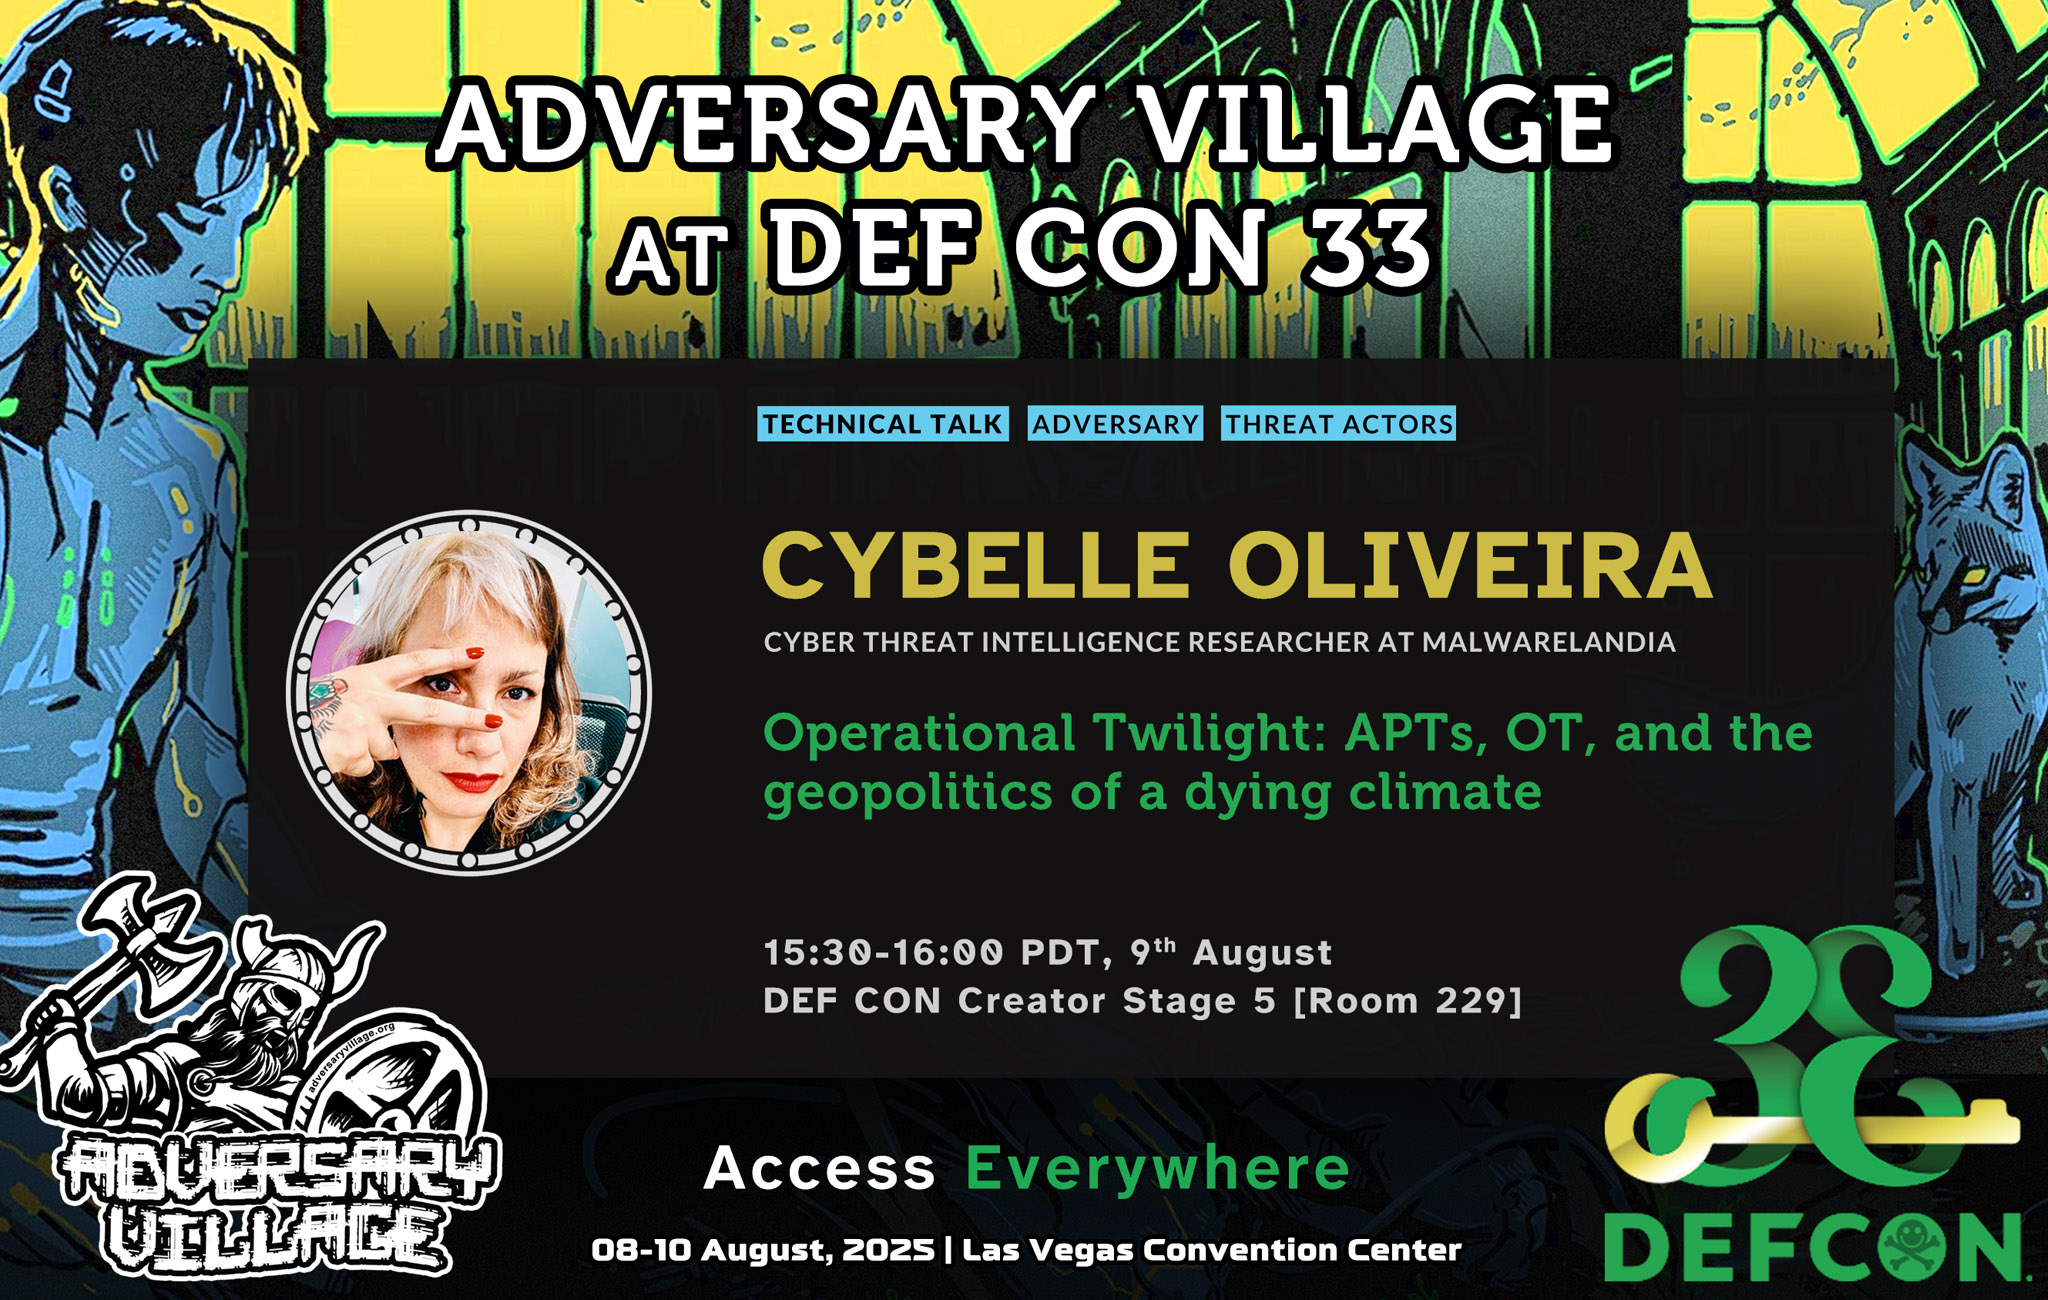 ADVERSARY VILLAGE
AT DEF CON 33
TECHNICAL TALK ADVERSARY THREAT ACTORS
CYBELLE OLIVEIRA
CYBER THREAT INTELLIGENCE RESEARCHER AT MALWARELANDIA
Operational Twilight: APTs, OT, and the
geopolitics of a dying climate
15:30-16:00 PDT, 9th August
DEF CON Creator Stage 5 [Room 229]
adversaryvillage.org
ADVERSARY
VILLAGE
Access Everywhere
08-10 August, 2025 | Las Vegas Convention Center
33
DEFCON.